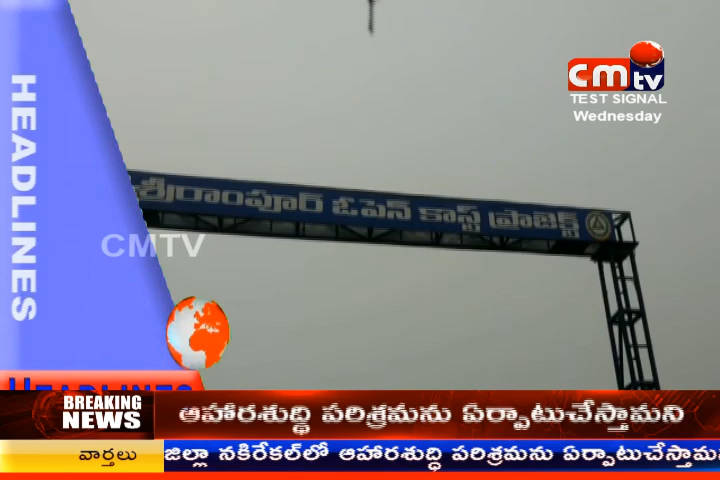 HEADLINES
cmtv
TEST SIGNAL
Wednesday
శ్రీరాంపూర్ ఓపెన్ కాస్ట్ ప్రాజెక్ట్
CMTV
HEADLINES
BREAKING NEWS
ఆహారశుద్ధి పరిశ్రమను ఏర్పాటుచేస్తామని
వార్తలు
జిల్లా నకిరేకల్‌లో ఆహారశుద్ధి పరిశ్రమను ఏర్పాటుచేస్తామ